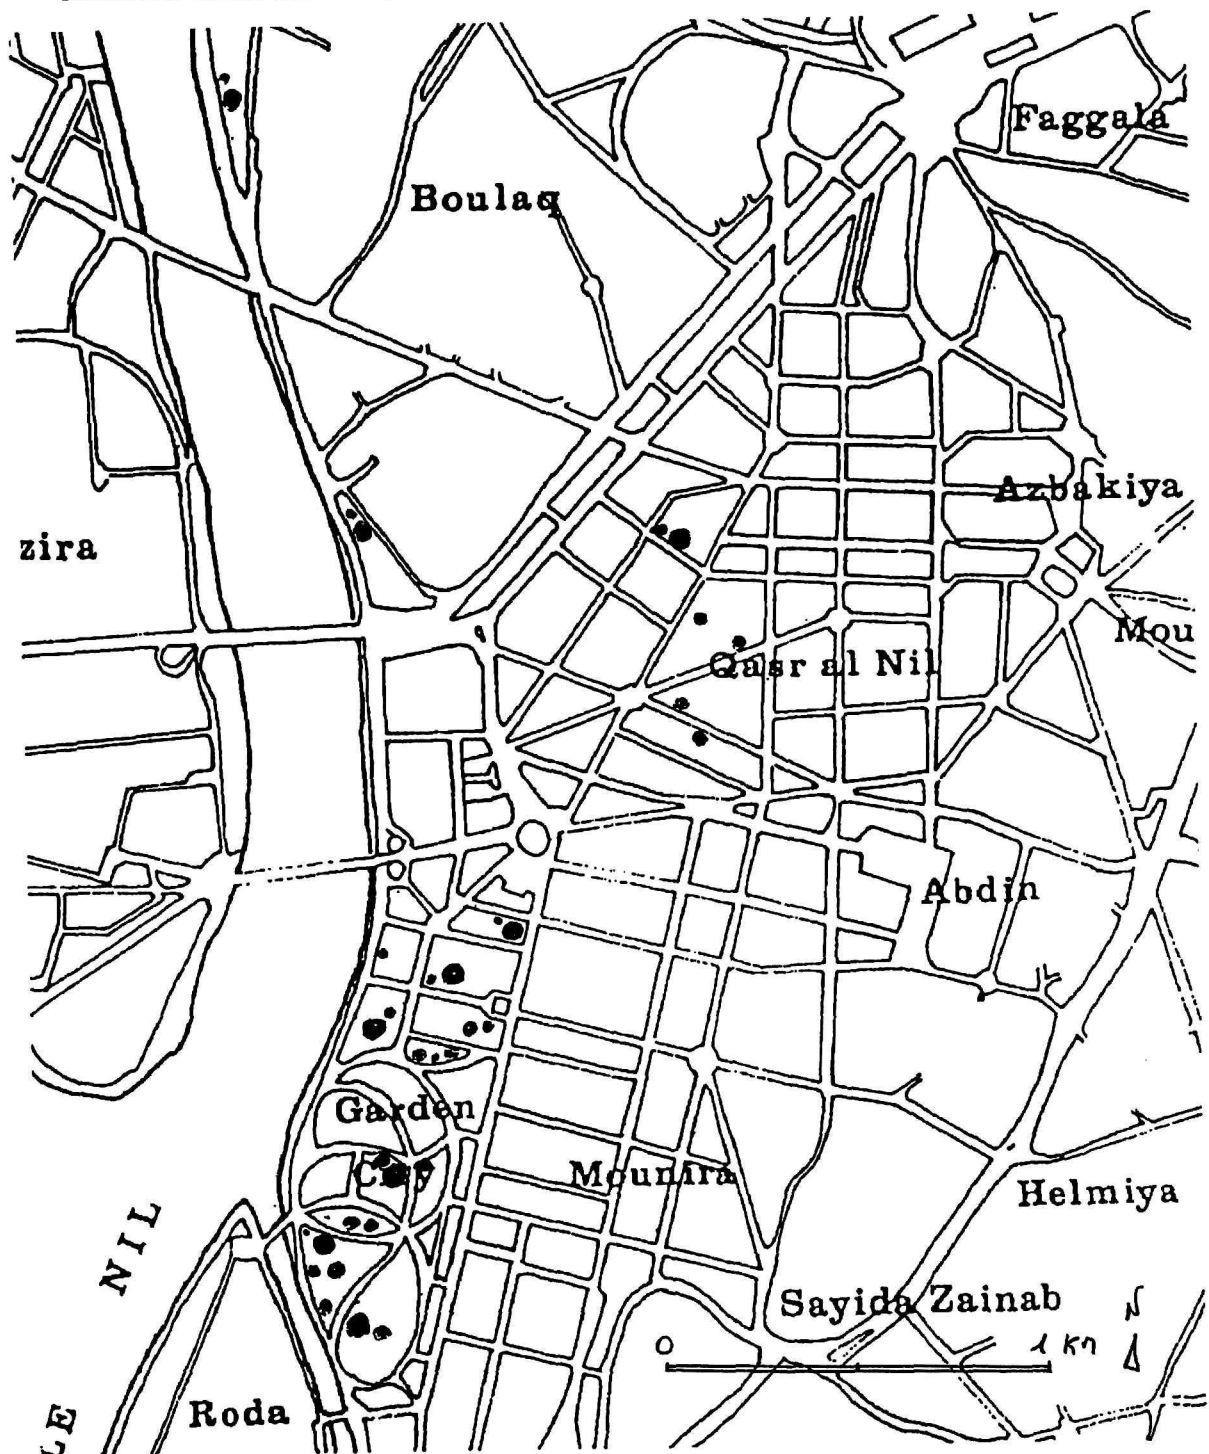 Faggala
Boulaq
Azbakiya
zira
Mou
Qasr al Nil
Abdin
Garden
City
Mounira
Helmiya
NIL
Sayida Zainab
N
0 1 km
Roda
LE